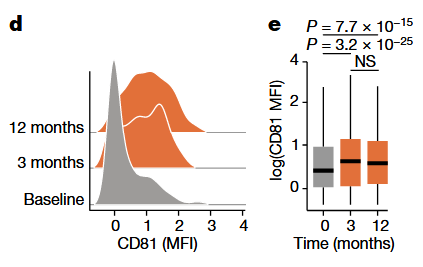 d
12 months
3 months
Baseline
0 1 2 3 4
CD81 (MFI)
e
P = 7.7 × 10⁻¹⁵
P = 3.2 × 10⁻²⁵
NS
4
2
1
0
log(CD81 MFI)
0 3 12
Time (months)